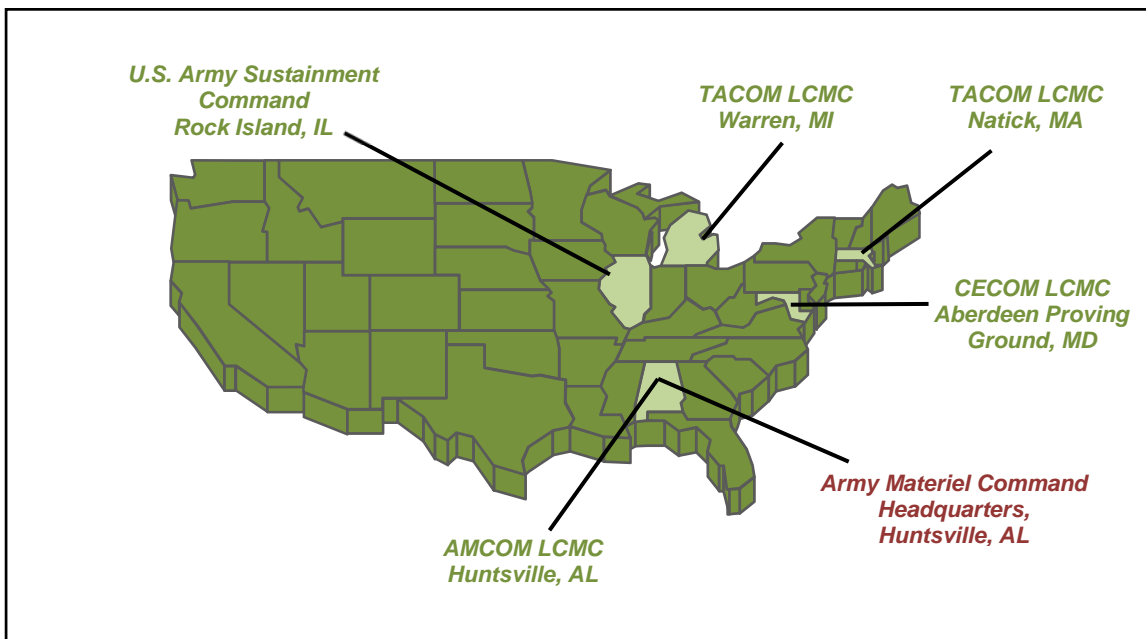 U.S. Army Sustainment
Command
Rock Island, IL
TACOM LCMC
Warren, MI
TACOM LCMC
Natick, MA
CECOM LCMC
Aberdeen Proving
Ground, MD
Army Materiel Command
Headquarters,
Huntsville, AL
AMCOM LCMC
Huntsville, AL